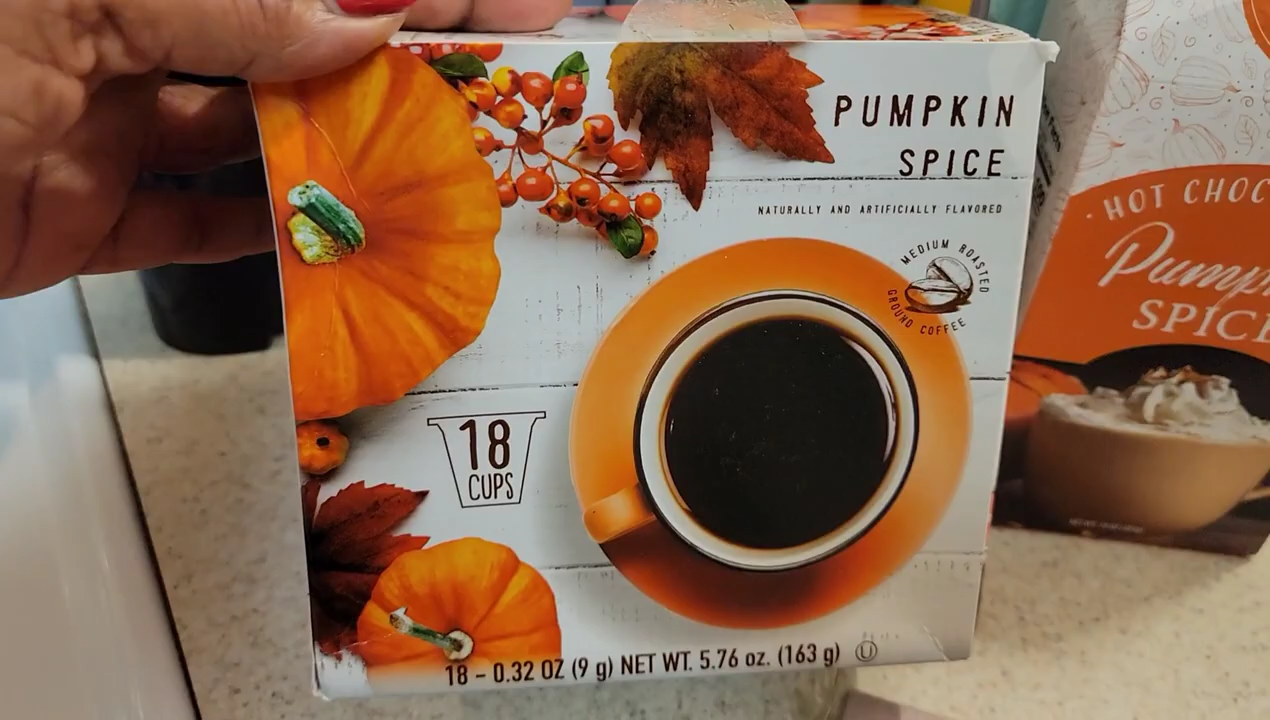 PUMPKIN
SPICE
NATURALLY AND ARTIFICIALLY FLAVORED
MEDIUM ROASTED
GROUND COFFEE
18
CUPS
18 - 0.32 OZ (9 g) NET WT. 5.76 oz. (163 g) U
· HOT CHOC
Pump
SPICE